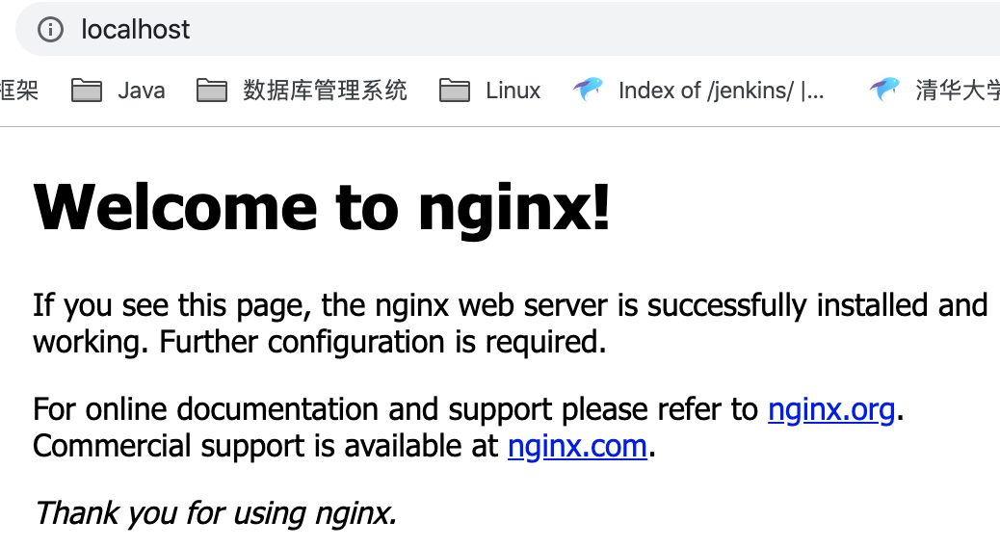 localhost
框架 Java 数据库管理系统 Linux Index of /jenkins/ |... 清华大学
Welcome to nginx!
If you see this page, the nginx web server is successfully installed and
working. Further configuration is required.
For online documentation and support please refer to nginx.org.
Commercial support is available at nginx.com.
Thank you for using nginx.